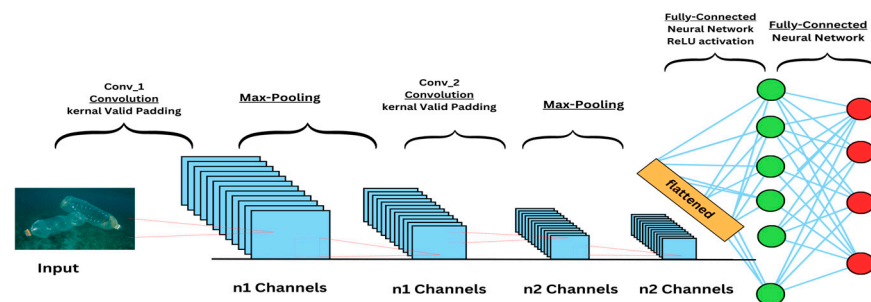 Fully-Connected
Neural Network
ReLU activation
Fully-Connected
Neural Network
Conv_1
Convolution
kernal Valid Padding
Max-Pooling
Conv_2
Convolution
kernal Valid Padding
Max-Pooling
flattened
Input
n1 Channels
n1 Channels
n2 Channels
n2 Channels